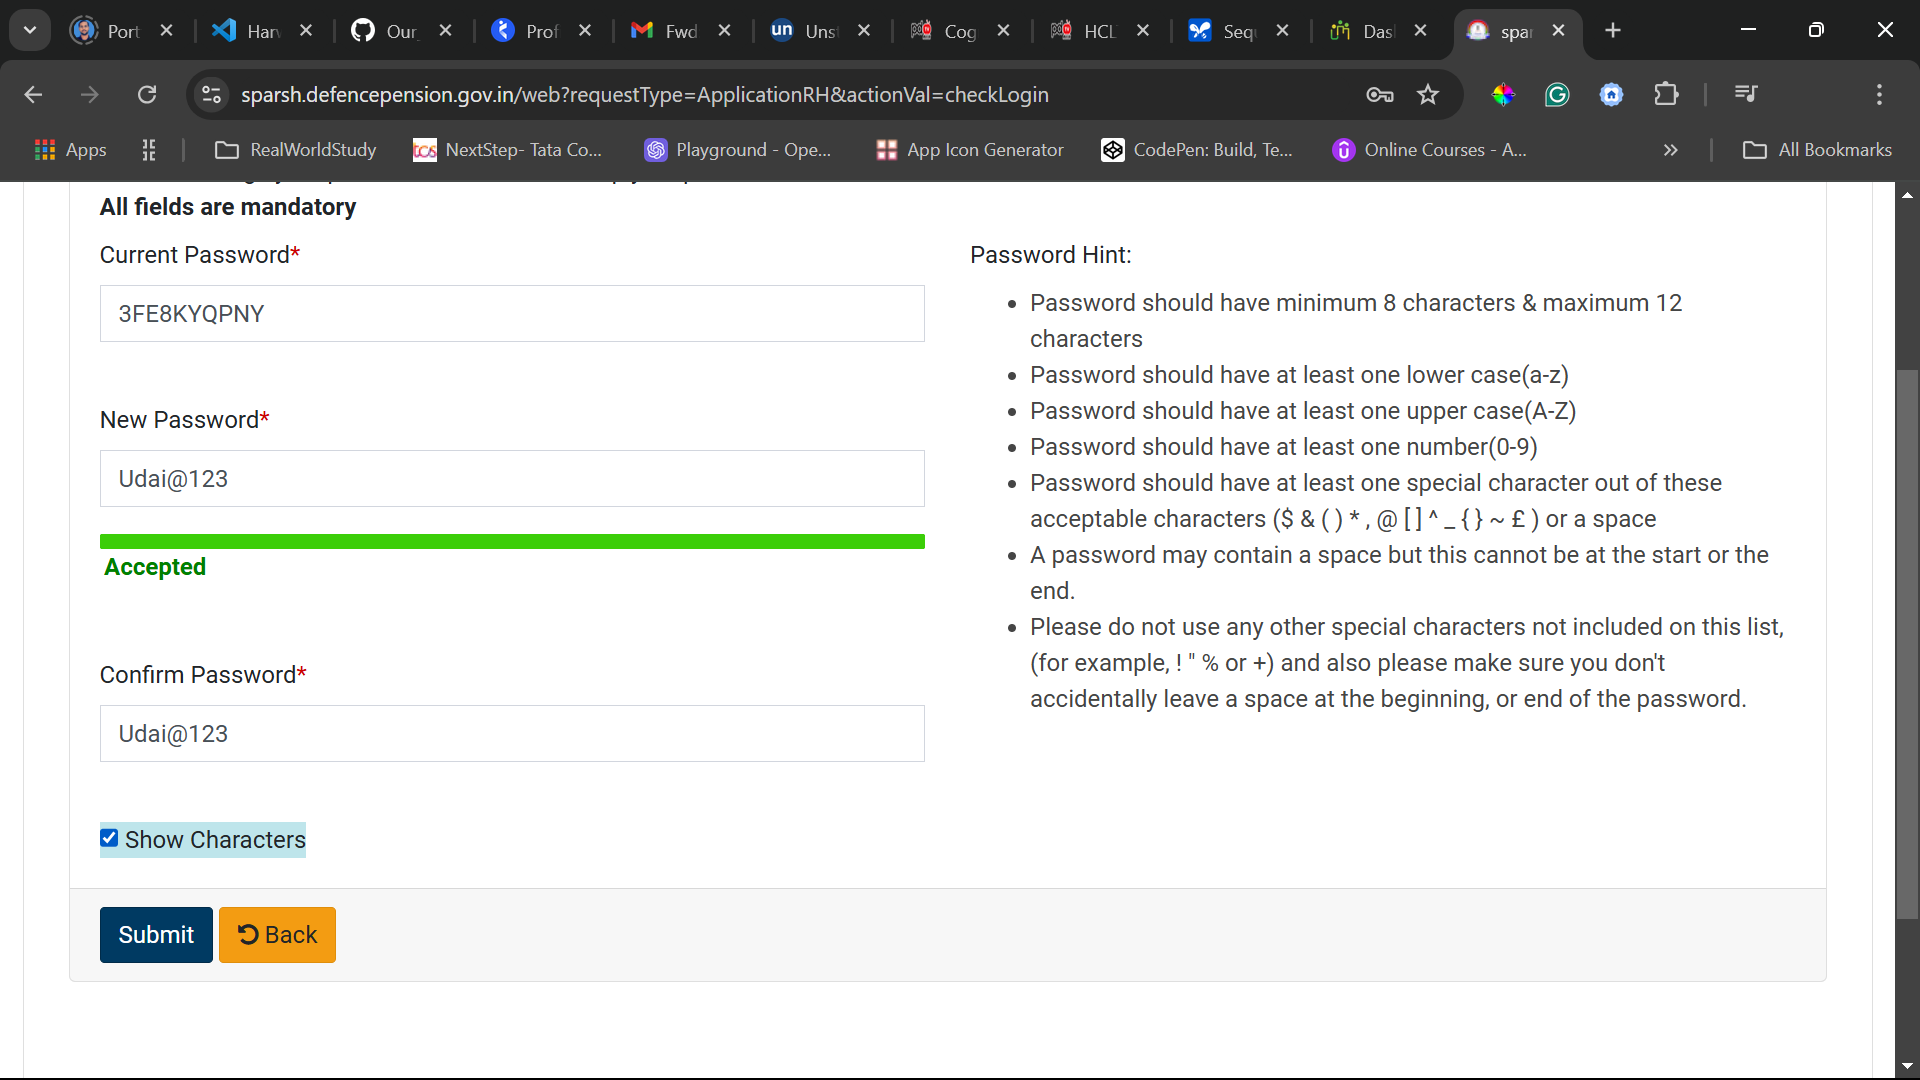 Port
Har
Our
Prof
Fwd
un
Uns
Cog
HCL
Sequ
Das
spar
sparsh.defencepension.gov.in/web?requestType=ApplicationRH&actionVal=checkLogin
Apps
RealWorldStudy
tcs NextStep- Tata Co...
Playground - Ope...
App Icon Generator
CodePen: Build, Te...
Online Courses - A...
»
All Bookmarks
All fields are mandatory
Current Password*
3FE8KYQPNY
New Password*
Udai@123
Accepted
Confirm Password*
Udai@123
Show Characters
Submit
Back
Password Hint:
• Password should have minimum 8 characters & maximum 12
characters
• Password should have at least one lower case(a-z)
• Password should have at least one upper case(A-Z)
• Password should have at least one number(0-9)
• Password should have at least one special character out of these
acceptable characters ($ & ( ) * , @ [ ] ^ _ { } ~ £ ) or a space
• A password may contain a space but this cannot be at the start or the
end.
• Please do not use any other special characters not included on this list,
(for example, ! " % or +) and also please make sure you don't
accidentally leave a space at the beginning, or end of the password.